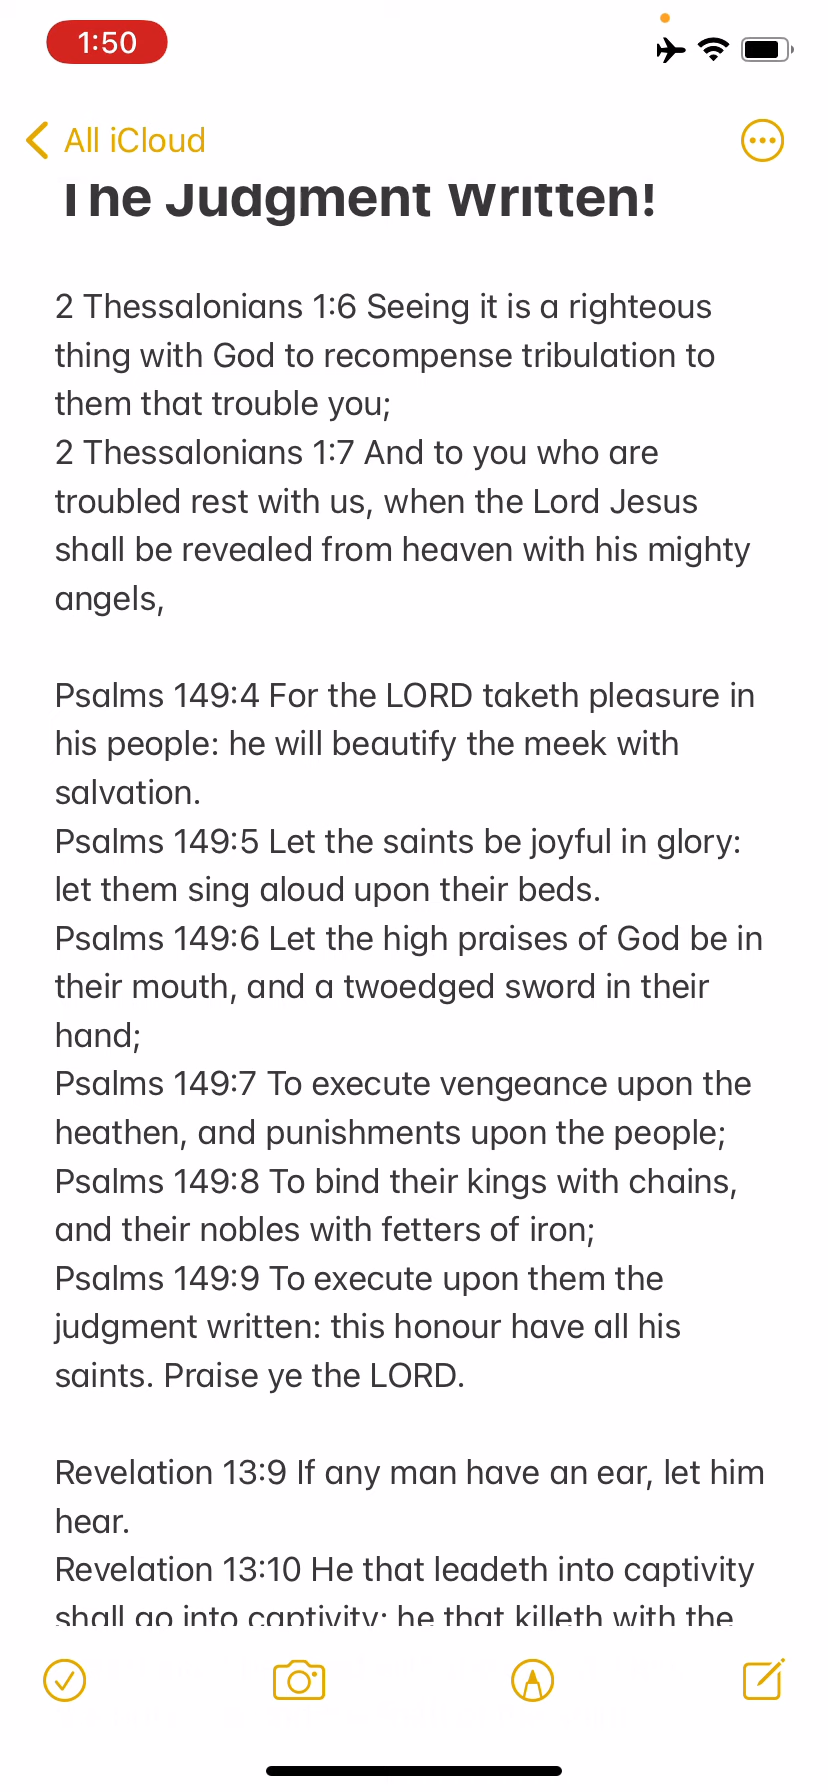 1:50
All iCloud
The Judgment Written!
2 Thessalonians 1:6 Seeing it is a righteous
thing with God to recompense tribulation to
them that trouble you;
2 Thessalonians 1:7 And to you who are
troubled rest with us, when the Lord Jesus
shall be revealed from heaven with his mighty
angels,
Psalms 149:4 For the LORD taketh pleasure in
his people: he will beautify the meek with
salvation.
Psalms 149:5 Let the saints be joyful in glory:
let them sing aloud upon their beds.
Psalms 149:6 Let the high praises of God be in
their mouth, and a twoedged sword in their
hand;
Psalms 149:7 To execute vengeance upon the
heathen, and punishments upon the people;
Psalms 149:8 To bind their kings with chains,
and their nobles with fetters of iron;
Psalms 149:9 To execute upon them the
judgment written: this honour have all his
saints. Praise ye the LORD.
Revelation 13:9 If any man have an ear, let him
hear.
Revelation 13:10 He that leadeth into captivity
shall go into captivity: he that killeth with the